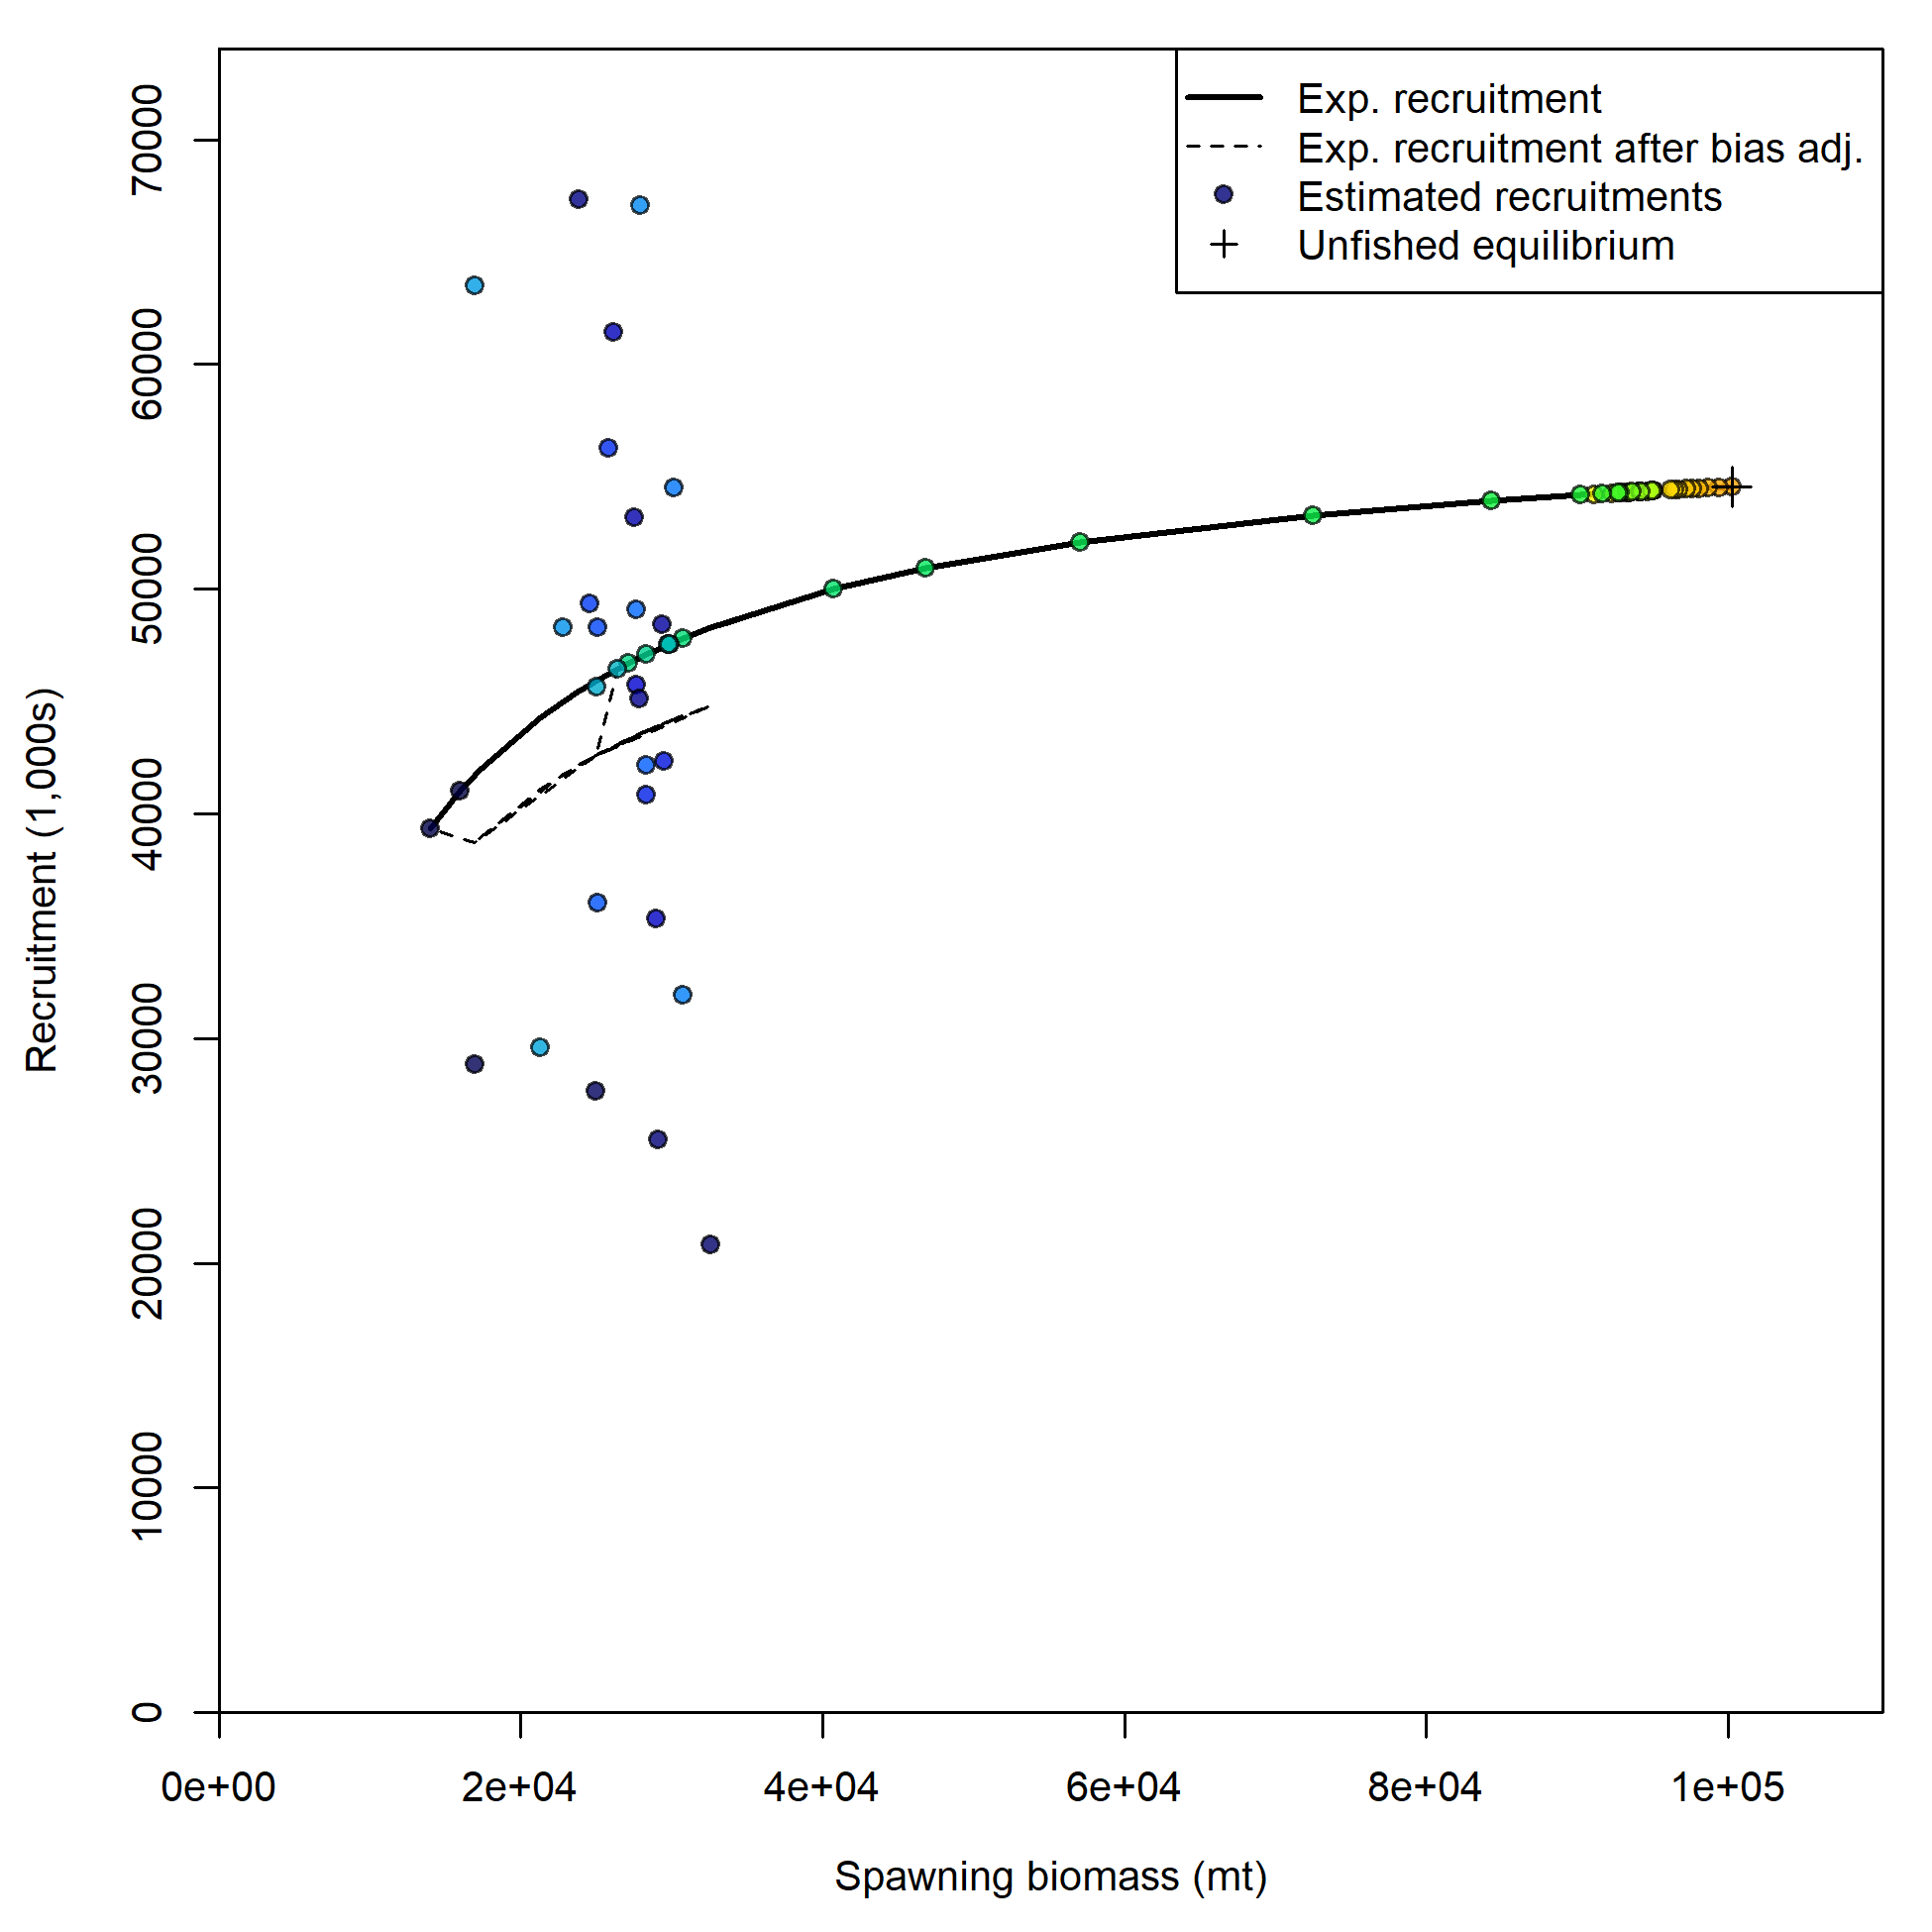 Exp. recruitment
Exp. recruitment after bias adj.
Estimated recruitments
Unfished equilibrium
70000
60000
50000
40000
30000
20000
10000
0
Recruitment (1,000s)
0e+00 2e+04 4e+04 6e+04 8e+04 1e+05
Spawning biomass (mt)